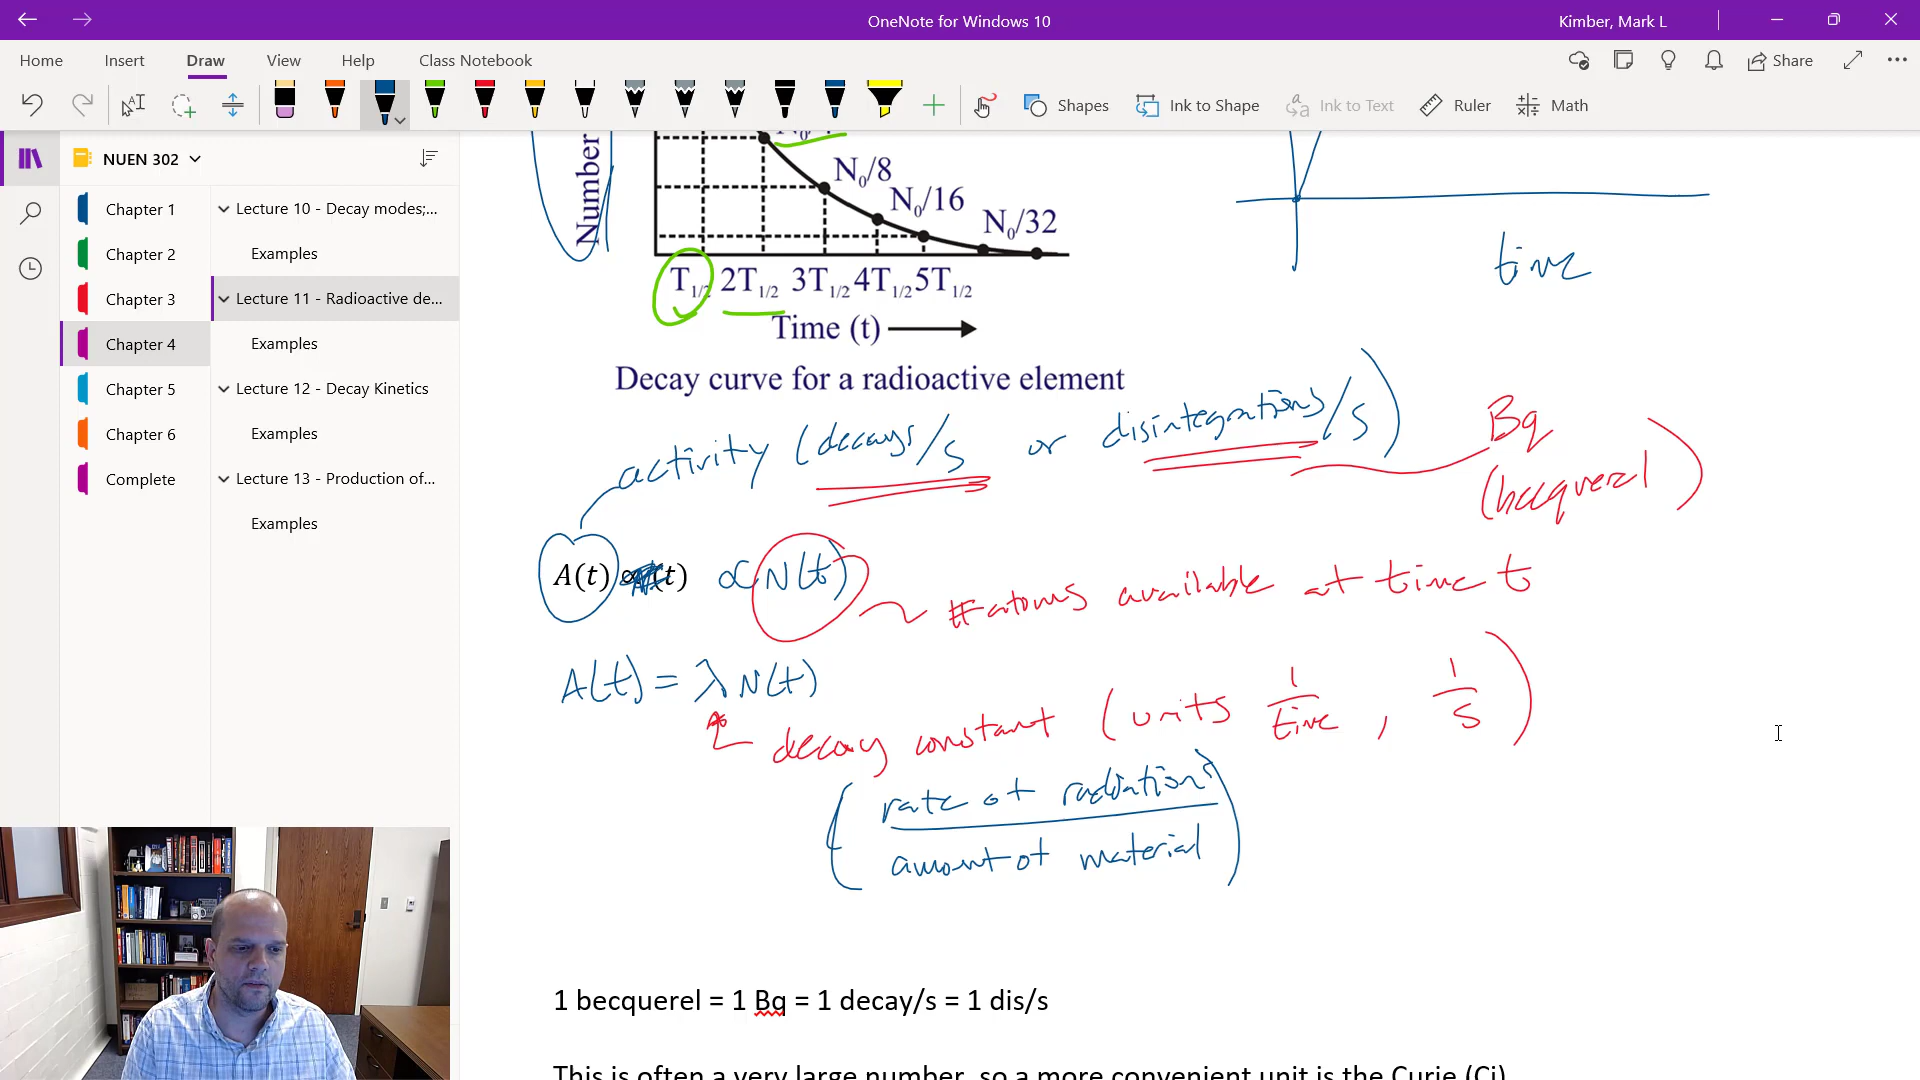 OneNote for Windows 10
Kimber, Mark L
Home Insert Draw View Help Class Notebook
Share
Shapes Ink to Shape Ink to Text Ruler Math
NUEN 302
Chapter 1
Chapter 2
Chapter 3
Chapter 4
Chapter 5
Chapter 6
Complete
Lecture 10 - Decay modes;...
Examples
Lecture 11 - Radioactive de...
Examples
Lecture 12 - Decay Kinetics
Examples
Lecture 13 - Production of...
Examples
Number
N₀/8
N₀/16
N₀/32
T1/2 2T1/2 3T1/2 4T1/2 5T1/2
Time (t)
Decay curve for a radioactive element
time
activity (decays/s or disintegrations/s)
Bq
(becquerel)
A(t) ∝ N(t)
# atoms available at time t
A(t) = λ N(t)
decay constant (units 1/time, 1/s)
(rate of radiations
amount of material)
1 becquerel = 1 Bq = 1 decay/s = 1 dis/s
This is often a very large number, so a more convenient unit is the Curie (Ci)